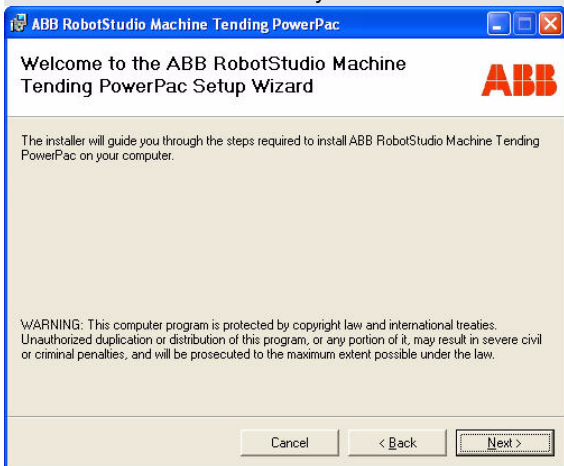 ABB RobotStudio Machine Tending PowerPac
Welcome to the ABB RobotStudio Machine
Tending PowerPac Setup Wizard
ABB
The installer will guide you through the steps required to install ABB RobotStudio Machine Tending
PowerPac on your computer.
WARNING: This computer program is protected by copyright law and international treaties.
Unauthorized duplication or distribution of this program, or any portion of it, may result in severe civil
or criminal penalties, and will be prosecuted to the maximum extent possible under the law.
Cancel
< Back
Next >